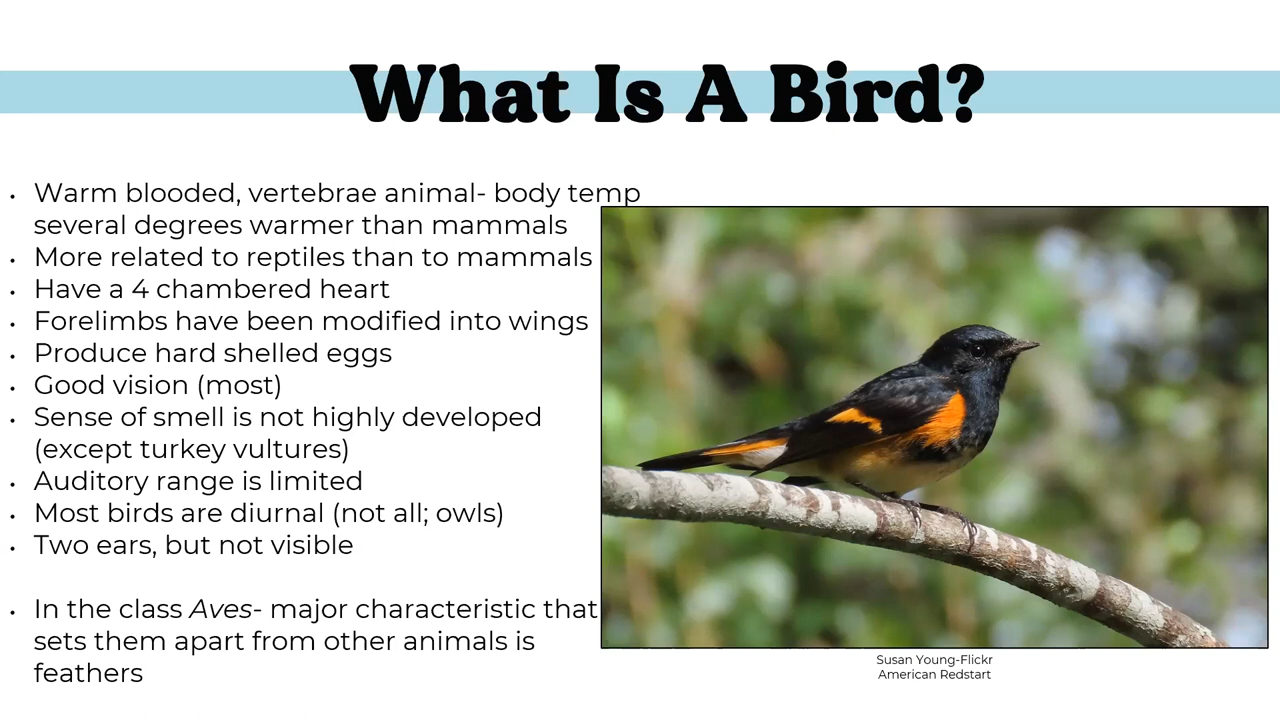 What Is A Bird?
• Warm blooded, vertebrae animal- body temp
several degrees warmer than mammals
• More related to reptiles than to mammals
• Have a 4 chambered heart
• Forelimbs have been modified into wings
• Produce hard shelled eggs
• Good vision (most)
• Sense of smell is not highly developed
(except turkey vultures)
• Auditory range is limited
• Most birds are diurnal (not all; owls)
• Two ears, but not visible
• In the class Aves- major characteristic that
sets them apart from other animals is
feathers
Susan Young-Flickr
American Redstart